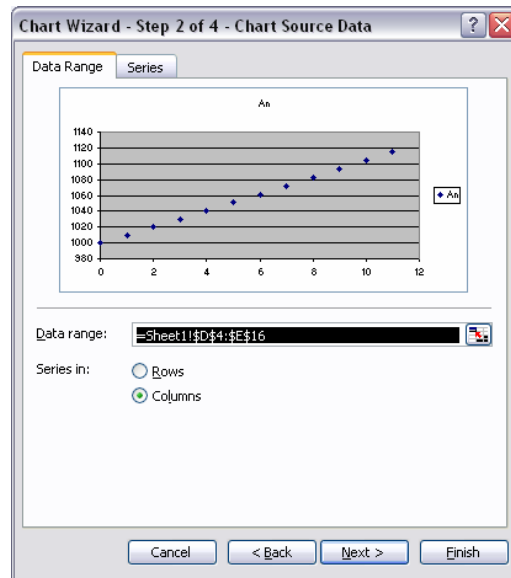 Chart Wizard - Step 2 of 4 - Chart Source Data
Data Range Series
An
1140
1120
1100
1080
1060
1040
1020
1000
980
0 2 4 6 8 10 12
An
Data range: =Sheet1!$D$4:$E$16
Series in: Rows
Columns
Cancel < Back Next > Finish